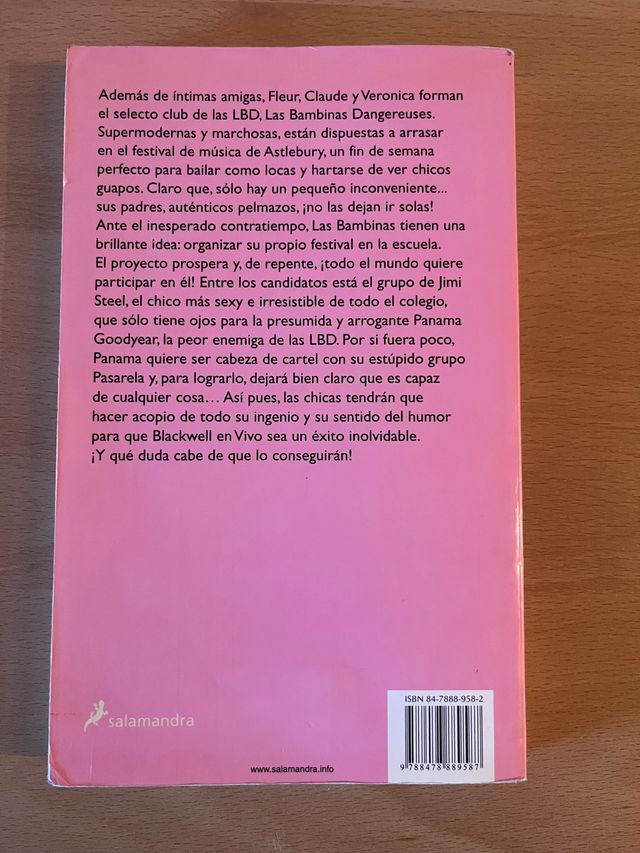 Además de íntimas amigas, Fleur, Claude y Veronica forman
el selecto club de las LBD, Las Bambinas Dangereuses.
Supermodernas y marchosas, están dispuestas a arrasar
en el festival de música de Astlebury, un fin de semana
perfecto para bailar como locas y hartarse de ver chicos
guapos. Claro que, sólo hay un pequeño inconveniente...
sus padres, auténticos pelmazos, ¡no las dejan ir solas!
Ante el inesperado contratiempo, Las Bambinas tienen una
brillante idea: organizar su propio festival en la escuela.
El proyecto prospera y, de repente, ¡todo el mundo quiere
participar en él! Entre los candidatos está el grupo de Jimi
Steel, el chico más sexy e irresistible de todo el colegio,
que sólo tiene ojos para la presumida y arrogante Panama
Goodyear, la peor enemiga de las LBD. Por si fuera poco,
Panama quiere ser cabeza de cartel con su estúpido grupo
Pasarela y, para lograrlo, dejará bien claro que es capaz
de cualquier cosa... Así pues, las chicas tendrán que
hacer acopio de todo su ingenio y su sentido del humor
para que Blackwell en Vivo sea un éxito inolvidable.
¡Y qué duda cabe de que lo conseguirán!
ISBN 84-7888-958-2
salamandra
www.salamandra.info
9 788478 889587